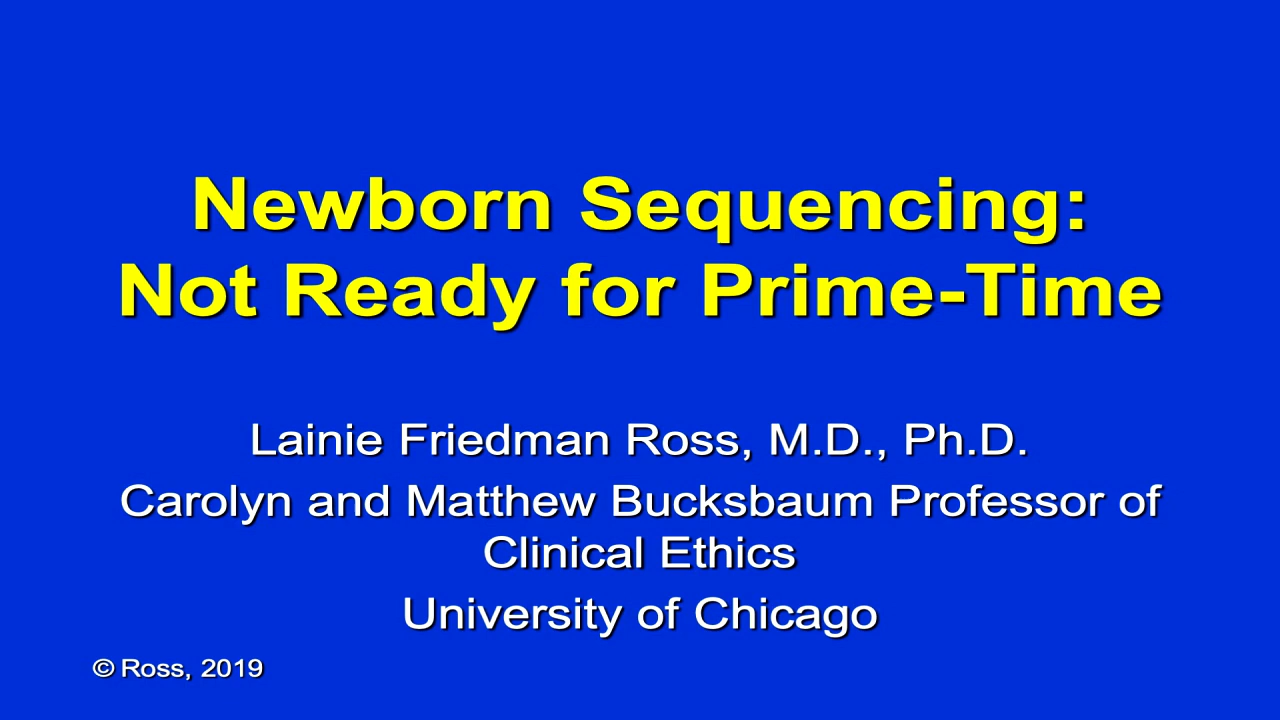 Newborn Sequencing:
Not Ready for Prime-Time
Lainie Friedman Ross, M.D., Ph.D.
Carolyn and Matthew Bucksbaum Professor of
Clinical Ethics
University of Chicago
© Ross, 2019